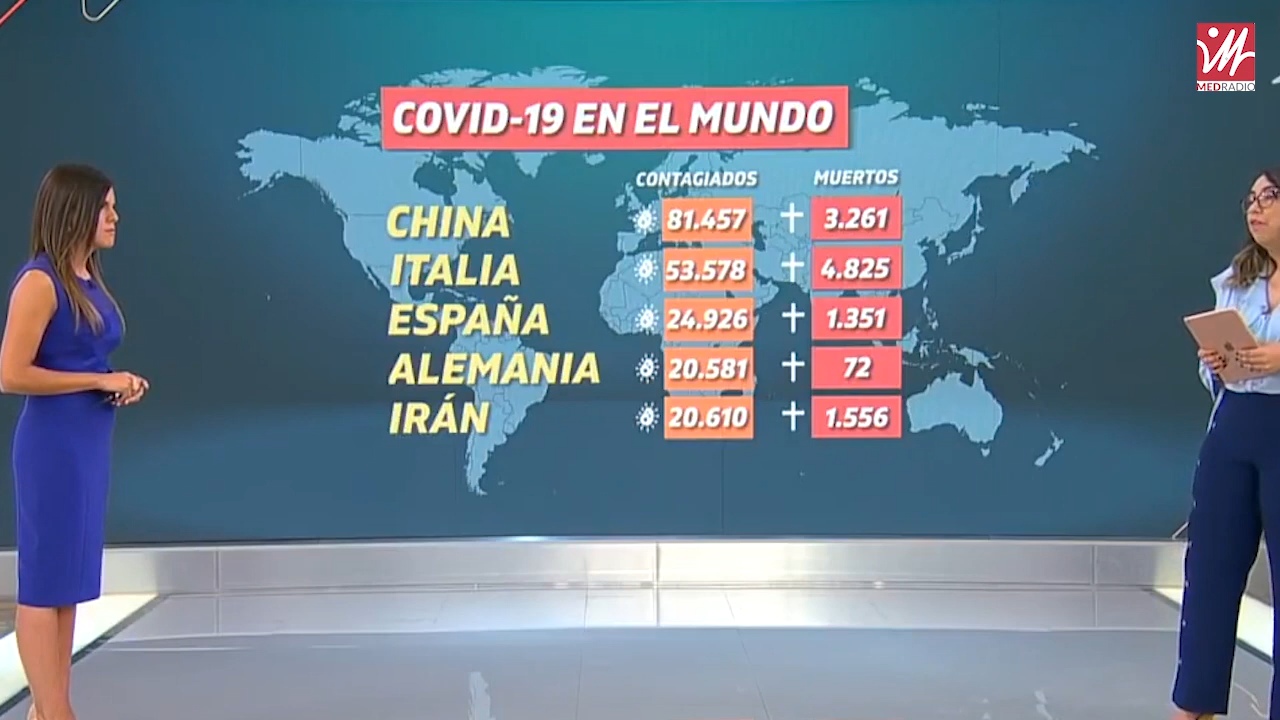 MEDRADIO
COVID-19 EN EL MUNDO
CONTAGIADOS MUERTOS
CHINA 81.457 3.261
ITALIA 53.578 4.825
ESPAÑA 24.926 1.351
ALEMANIA 20.581 72
IRÁN 20.610 1.556